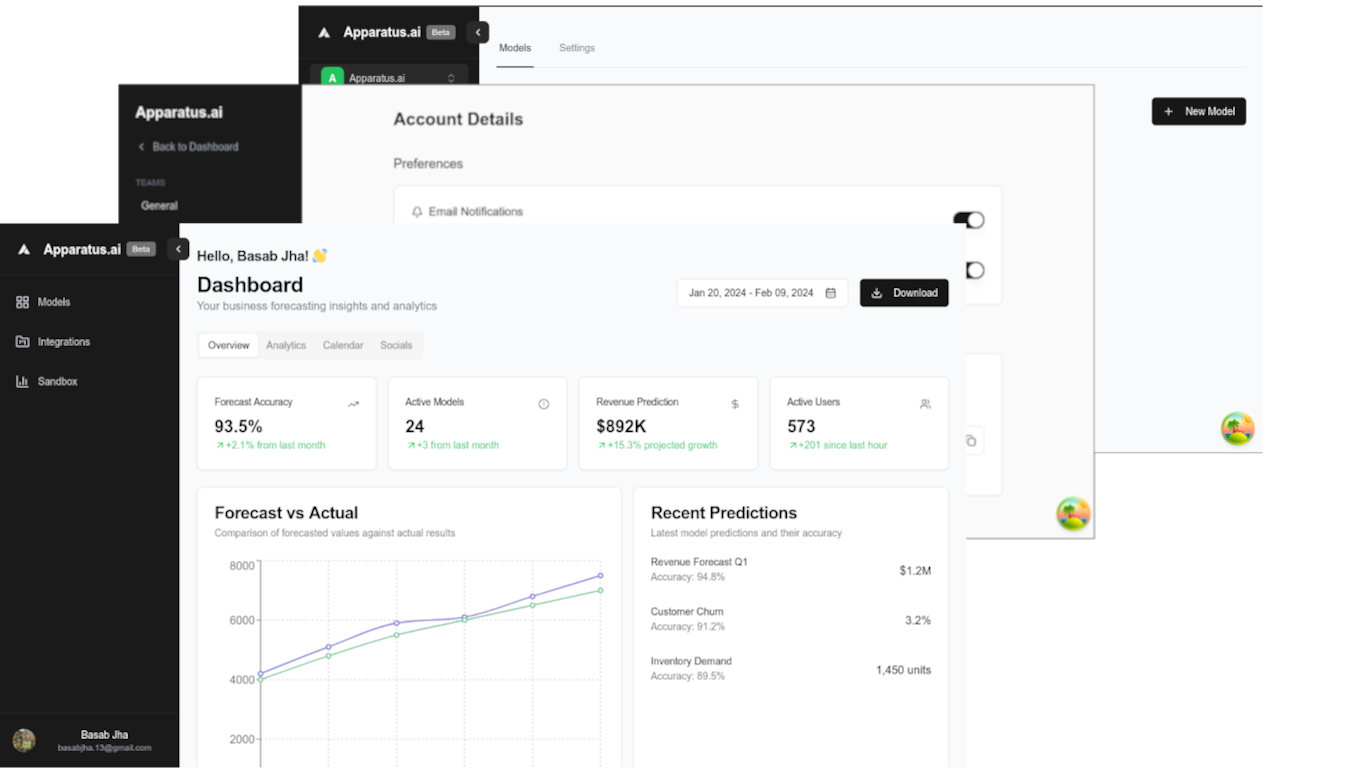 Apparatus.ai Beta
Models Settings
A Apparatus.ai
New Model
Apparatus.ai
Back to Dashboard
TEAMS
General
Account Details
Preferences
Email Notifications
Apparatus.ai Beta
Models
Integrations
Sandbox
Basab Jha
basabjha.13@gmail.com
Hello, Basab Jha! 👋
Dashboard
Your business forecasting insights and analytics
Jan 20, 2024 - Feb 09, 2024
Download
Overview Analytics Calendar Socials
Forecast Accuracy
93.5%
+2.1% from last month
Active Models
24
+3 from last month
Revenue Prediction
$
$892K
+15.3% projected growth
Active Users
573
+201 since last hour
Forecast vs Actual
Comparison of forecasted values against actual results
8000
6000
4000
2000
Recent Predictions
Latest model predictions and their accuracy
Revenue Forecast Q1
Accuracy: 94.8%
$1.2M
Customer Churn
Accuracy: 91.2%
3.2%
Inventory Demand
Accuracy: 89.5%
1,450 units